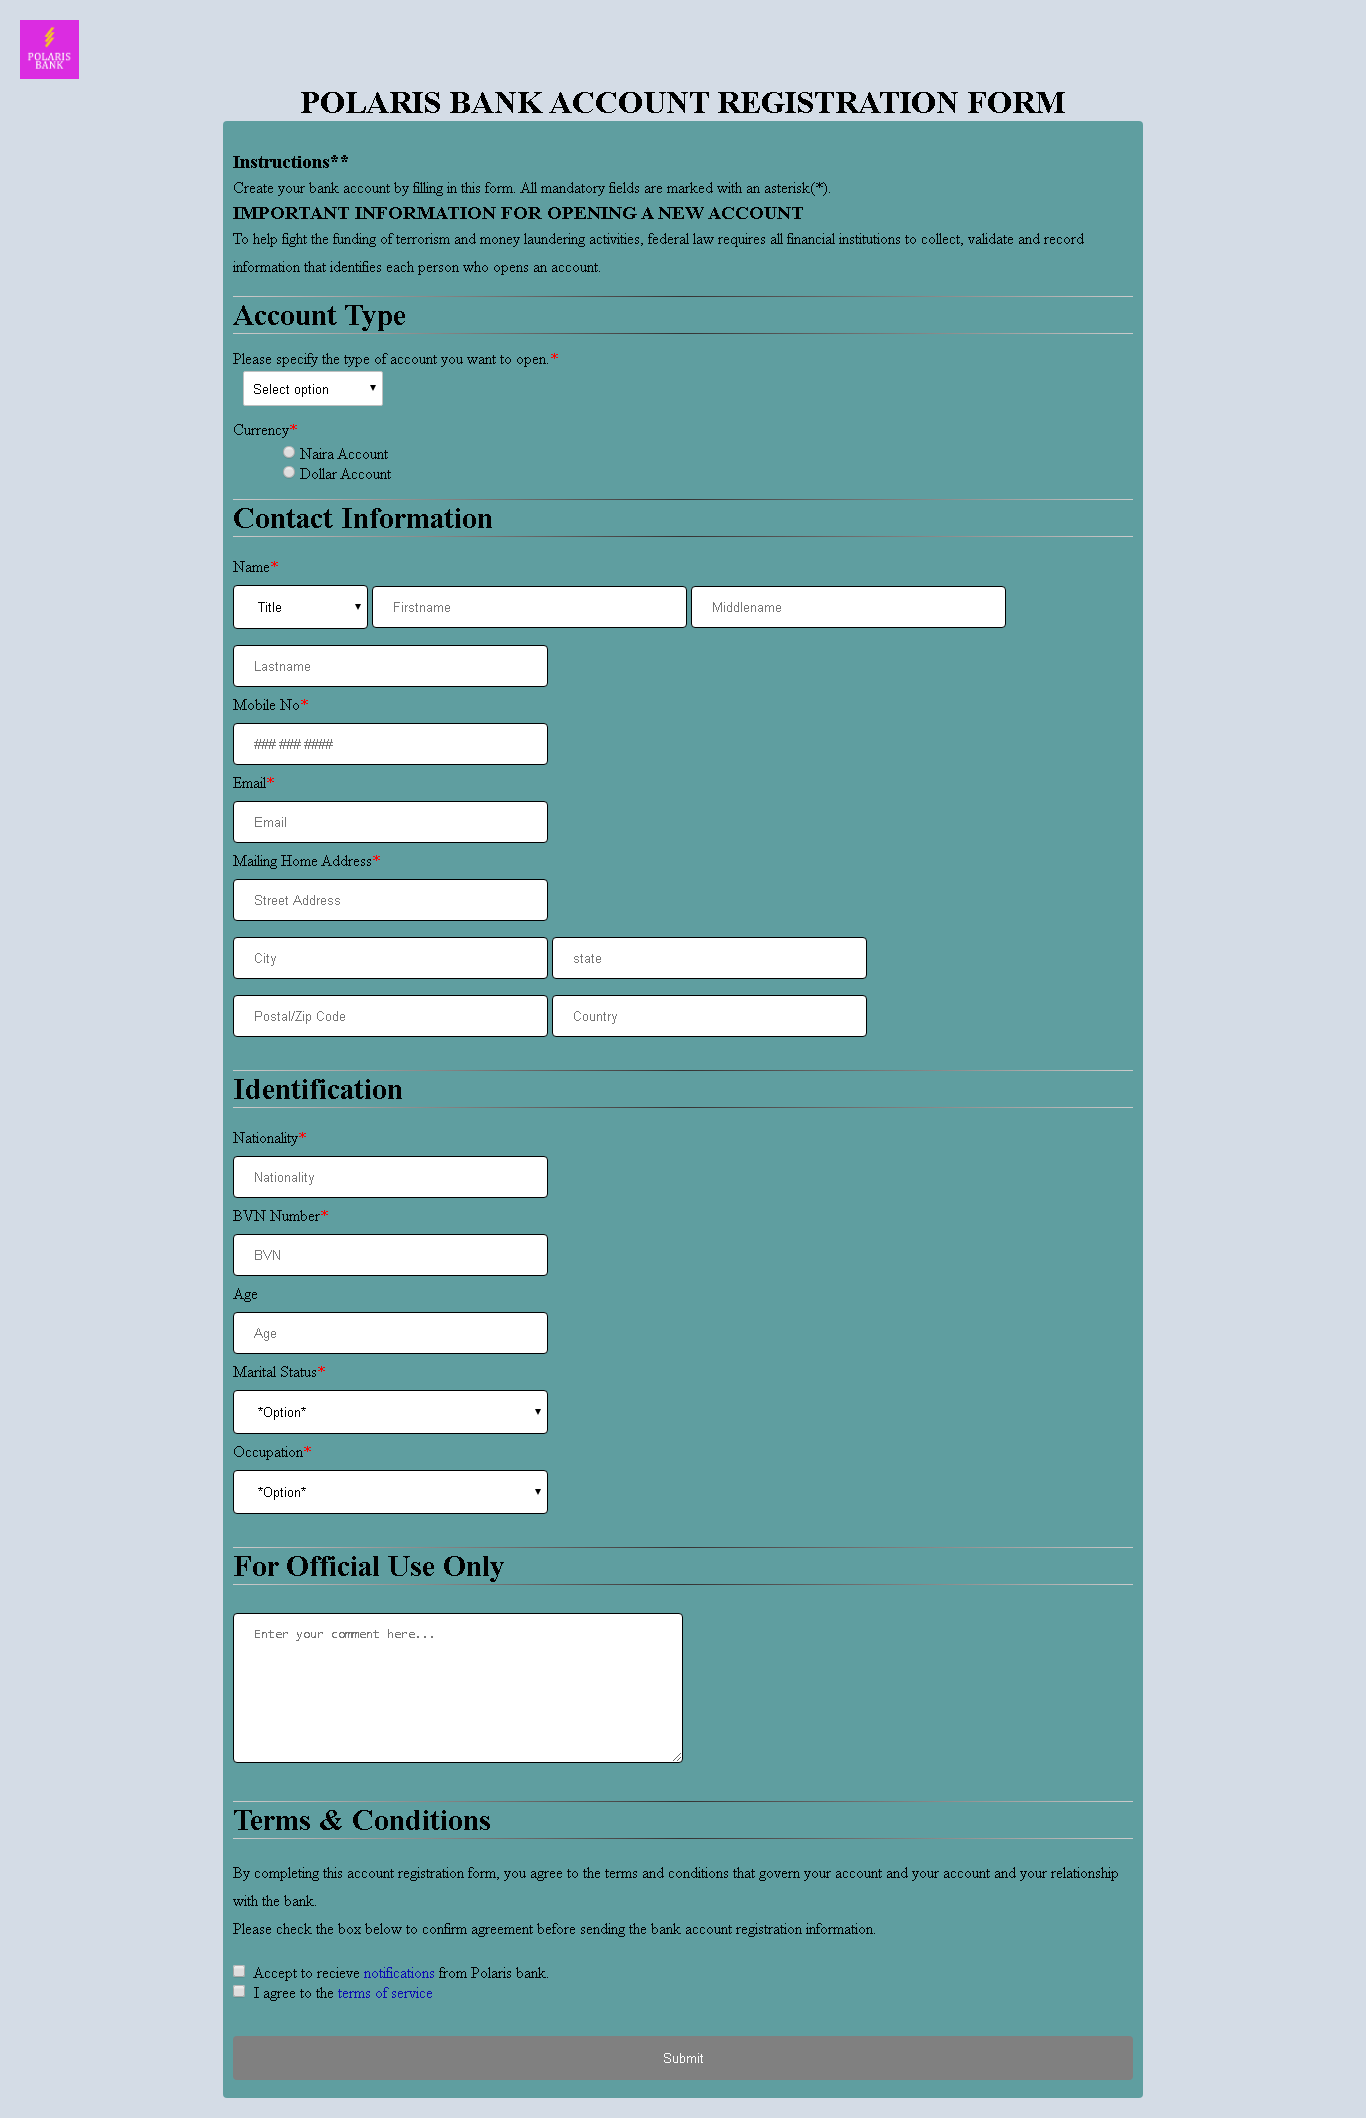 POLARIS
BANK
POLARIS BANK ACCOUNT REGISTRATION FORM
Instructions**
Create your bank account by filling in this form. All mandatory fields are marked with an asterisk(*).
IMPORTANT INFORMATION FOR OPENING A NEW ACCOUNT
To help fight the funding of terrorism and money laundering activities, federal law requires all financial institutions to collect, validate and record
information that identifies each person who opens an account.
Account Type
Please specify the type of account you want to open.*
Select option
Currency*
Naira Account
Dollar Account
Contact Information
Name*
Title Firstname Middlename
Lastname
Mobile No*
### ### ####
Email*
Email
Mailing Home Address*
Street Address
City state
Postal/Zip Code Country
Identification
Nationality*
Nationality
BVN Number*
BVN
Age
Age
Marital Status*
*Option*
Occupation*
*Option*
For Official Use Only
Enter your comment here...
Terms & Conditions
By completing this account registration form, you agree to the terms and conditions that govern your account and your account and your relationship
with the bank.
Please check the box below to confirm agreement before sending the bank account registration information.
Accept to recieve notifications from Polaris bank.
I agree to the terms of service
Submit